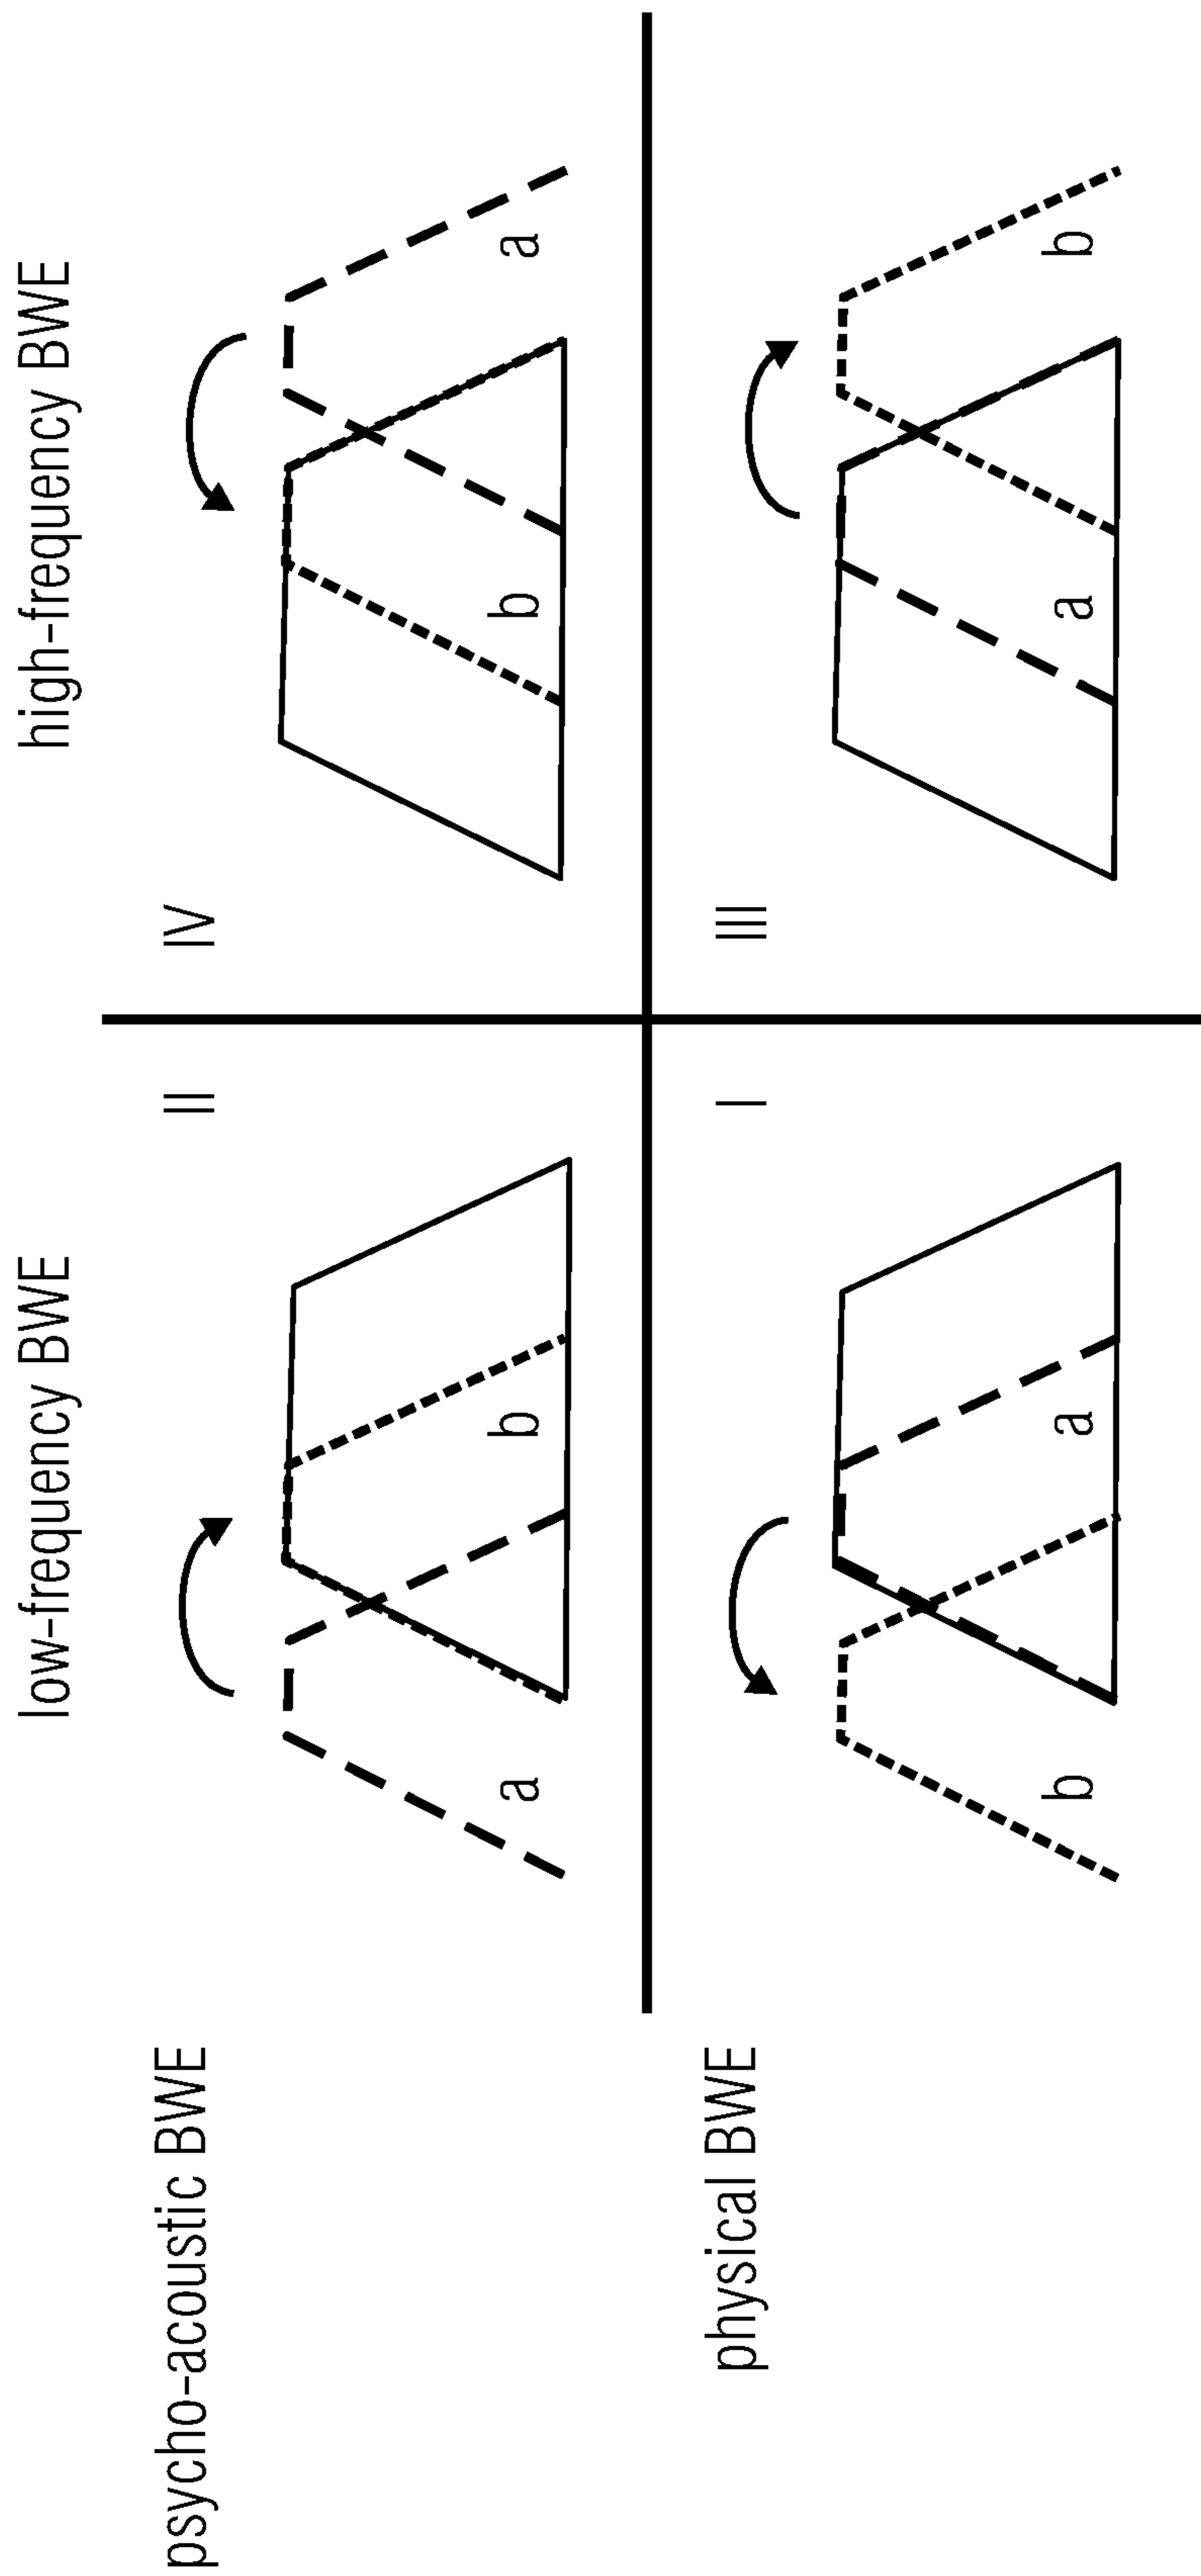 low-frequency BWE
high-frequency BWE
psycho-acoustic BWE
II
IV
a
b
b
a
physical BWE
I
III
b
a
a
b